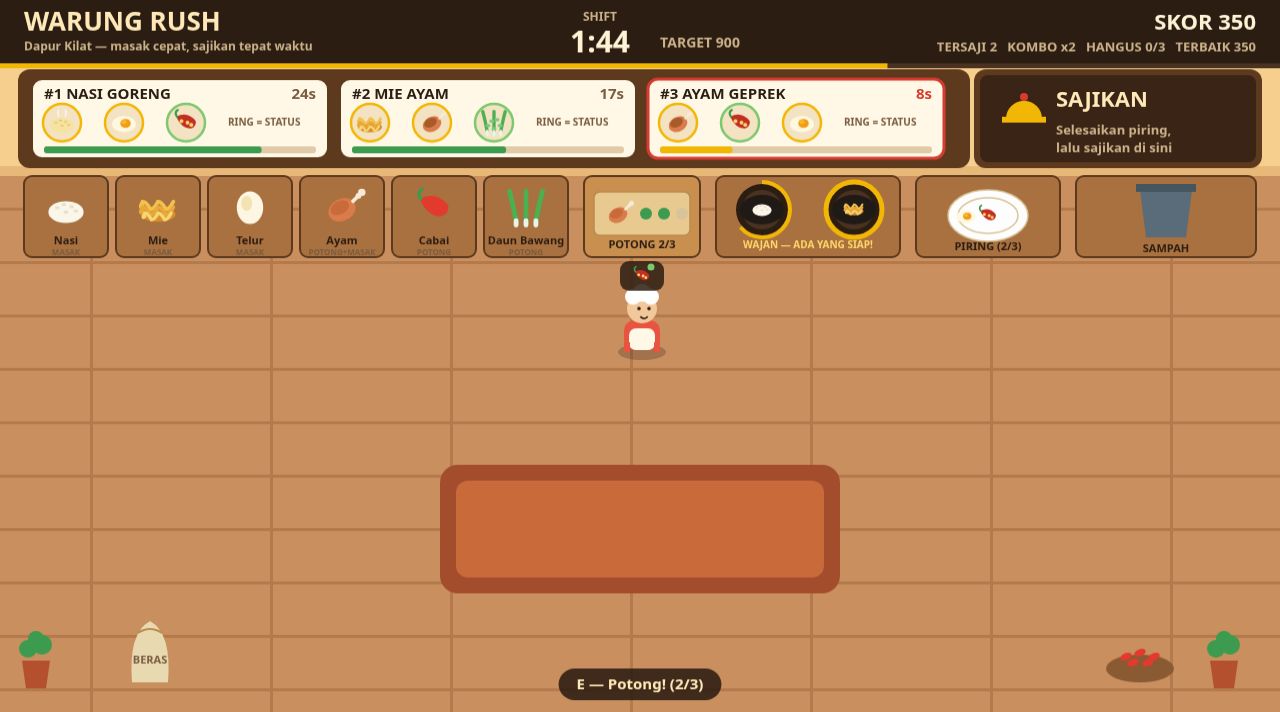 WARUNG RUSH
Dapur Kilat — masak cepat, sajikan tepat waktu
SHIFT
1:44
TARGET 900
SKOR 350
TERSAJI 2 KOMBO x2 HANGUS 0/3 TERBAIK 350
#1 NASI GORENG 24s
RING = STATUS
#2 MIE AYAM 17s
RING = STATUS
#3 AYAM GEPREK 8s
RING = STATUS
SAJIKAN
Selesaikan piring,
lalu sajikan di sini
Nasi
MASAK
Mie
MASAK
Telur
MASAK
Ayam
POTONG+MASAK
Cabai
POTONG
Daun Bawang
POTONG
POTONG 2/3
WAJAN — ADA YANG SIAP!
PIRING (2/3)
SAMPAH
BERAS
E — Potong! (2/3)